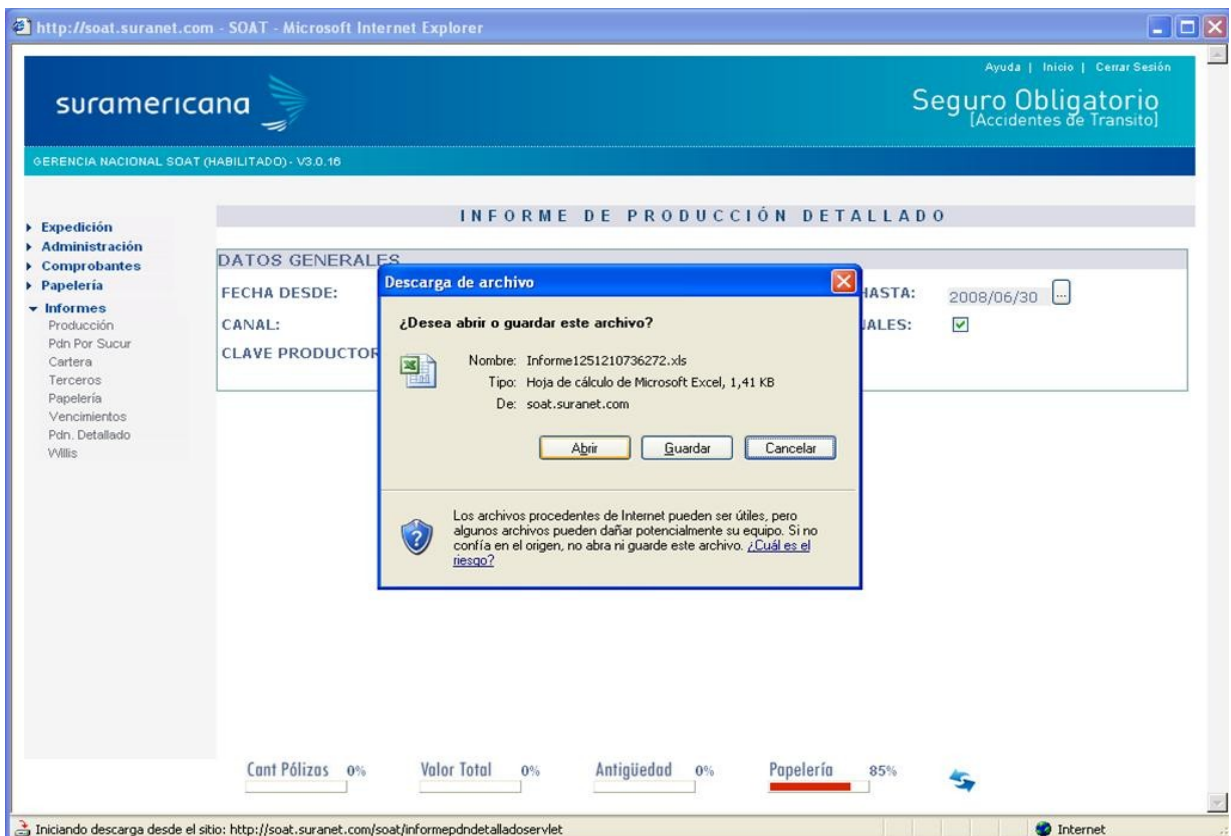 http://soat.suranet.com - SOAT - Microsoft Internet Explorer
Ayuda | Inicio | Cerrar Sesión
suramericana
Seguro Obligatorio
[Accidentes de Transito]
GERENCIA NACIONAL SOAT (HABILITADO) - V3.0.16
INFORME DE PRODUCCIÓN DETALLADO
Expedición
Administración
Comprobantes
Papelería
Informes
Producción
Pdn Por Sucur
Cartera
Terceros
Papelería
Vencimientos
Pdn. Detallado
Willis
DATOS GENERALES
FECHA DESDE:
HASTA:
2008/06/30
...
CANAL:
NALES:
CLAVE PRODUCTOR
Descarga de archivo
¿Desea abrir o guardar este archivo?
Nombre: Informe1251210736272.xls
Tipo: Hoja de cálculo de Microsoft Excel, 1,41 KB
De: soat.suranet.com
Abrir
Guardar
Cancelar
Los archivos procedentes de Internet pueden ser útiles, pero
algunos archivos pueden dañar potencialmente su equipo. Si no
confía en el origen, no abra ni guarde este archivo. ¿Cuál es el
riesgo?
Cant Pólizas 0%
Valor Total 0%
Antigüedad 0%
Papelería 85%
Iniciando descarga desde el sitio: http://soat.suranet.com/soat/informepdndetalladoservlet
Internet